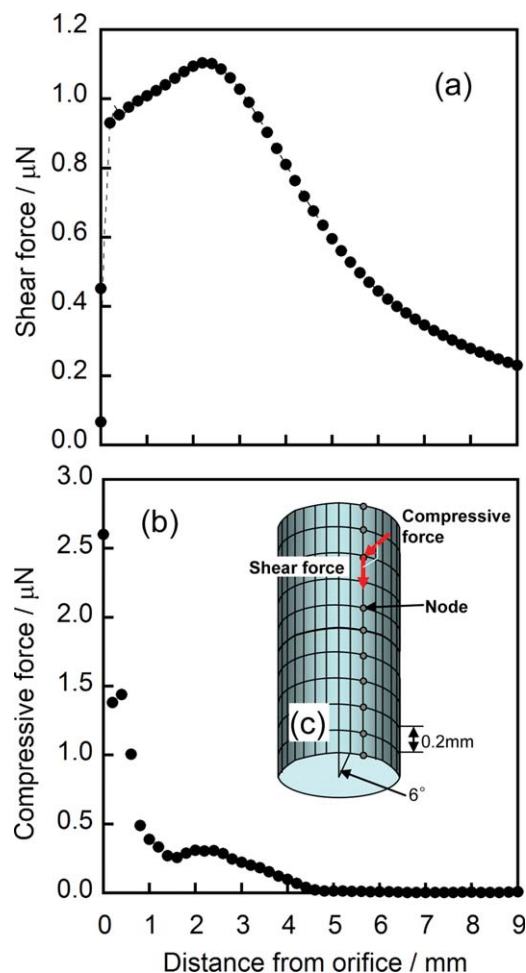 1.2
1.0
0.8
0.6
0.4
0.2
0.0
Shear force / μN
(a)
3.0
2.5
2.0
1.5
1.0
0.5
0.0
Compressive force / μN
(b)
Compressive
force
Shear force
Node
(c)
0.2mm
6°
0 1 2 3 4 5 6 7 8 9
Distance from orifice / mm